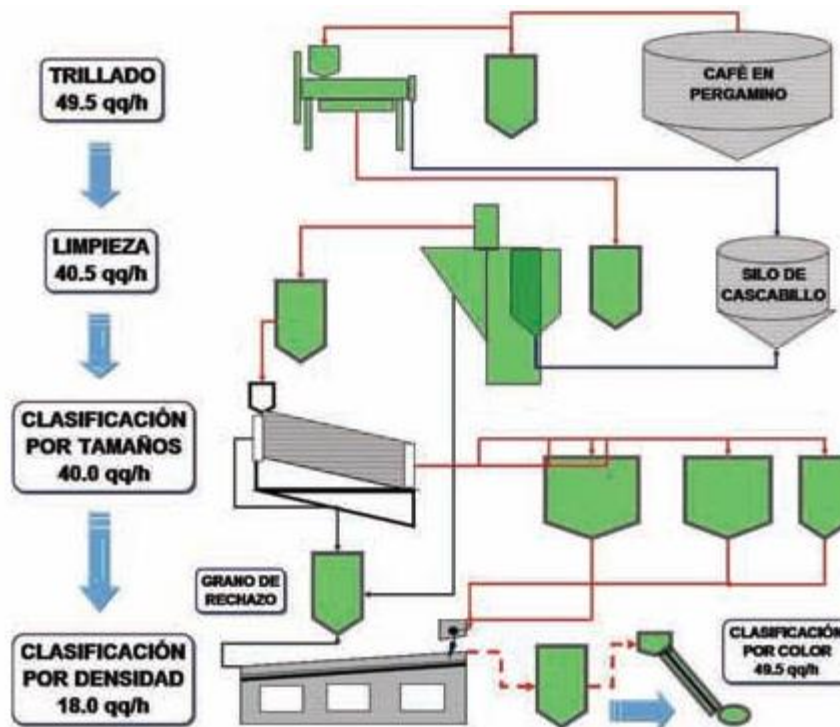 TRILLADO
49.5 qq/h
CAFÉ EN
PERGAMINO
LIMPIEZA
40.5 qq/h
SILO DE
CASCABILLO
CLASIFICACIÓN
POR TAMAÑOS
40.0 qq/h
GRANO DE
RECHAZO
CLASIFICACIÓN
POR DENSIDAD
18.0 qq/h
CLASIFICACIÓN
POR COLOR
49.5 qq/h